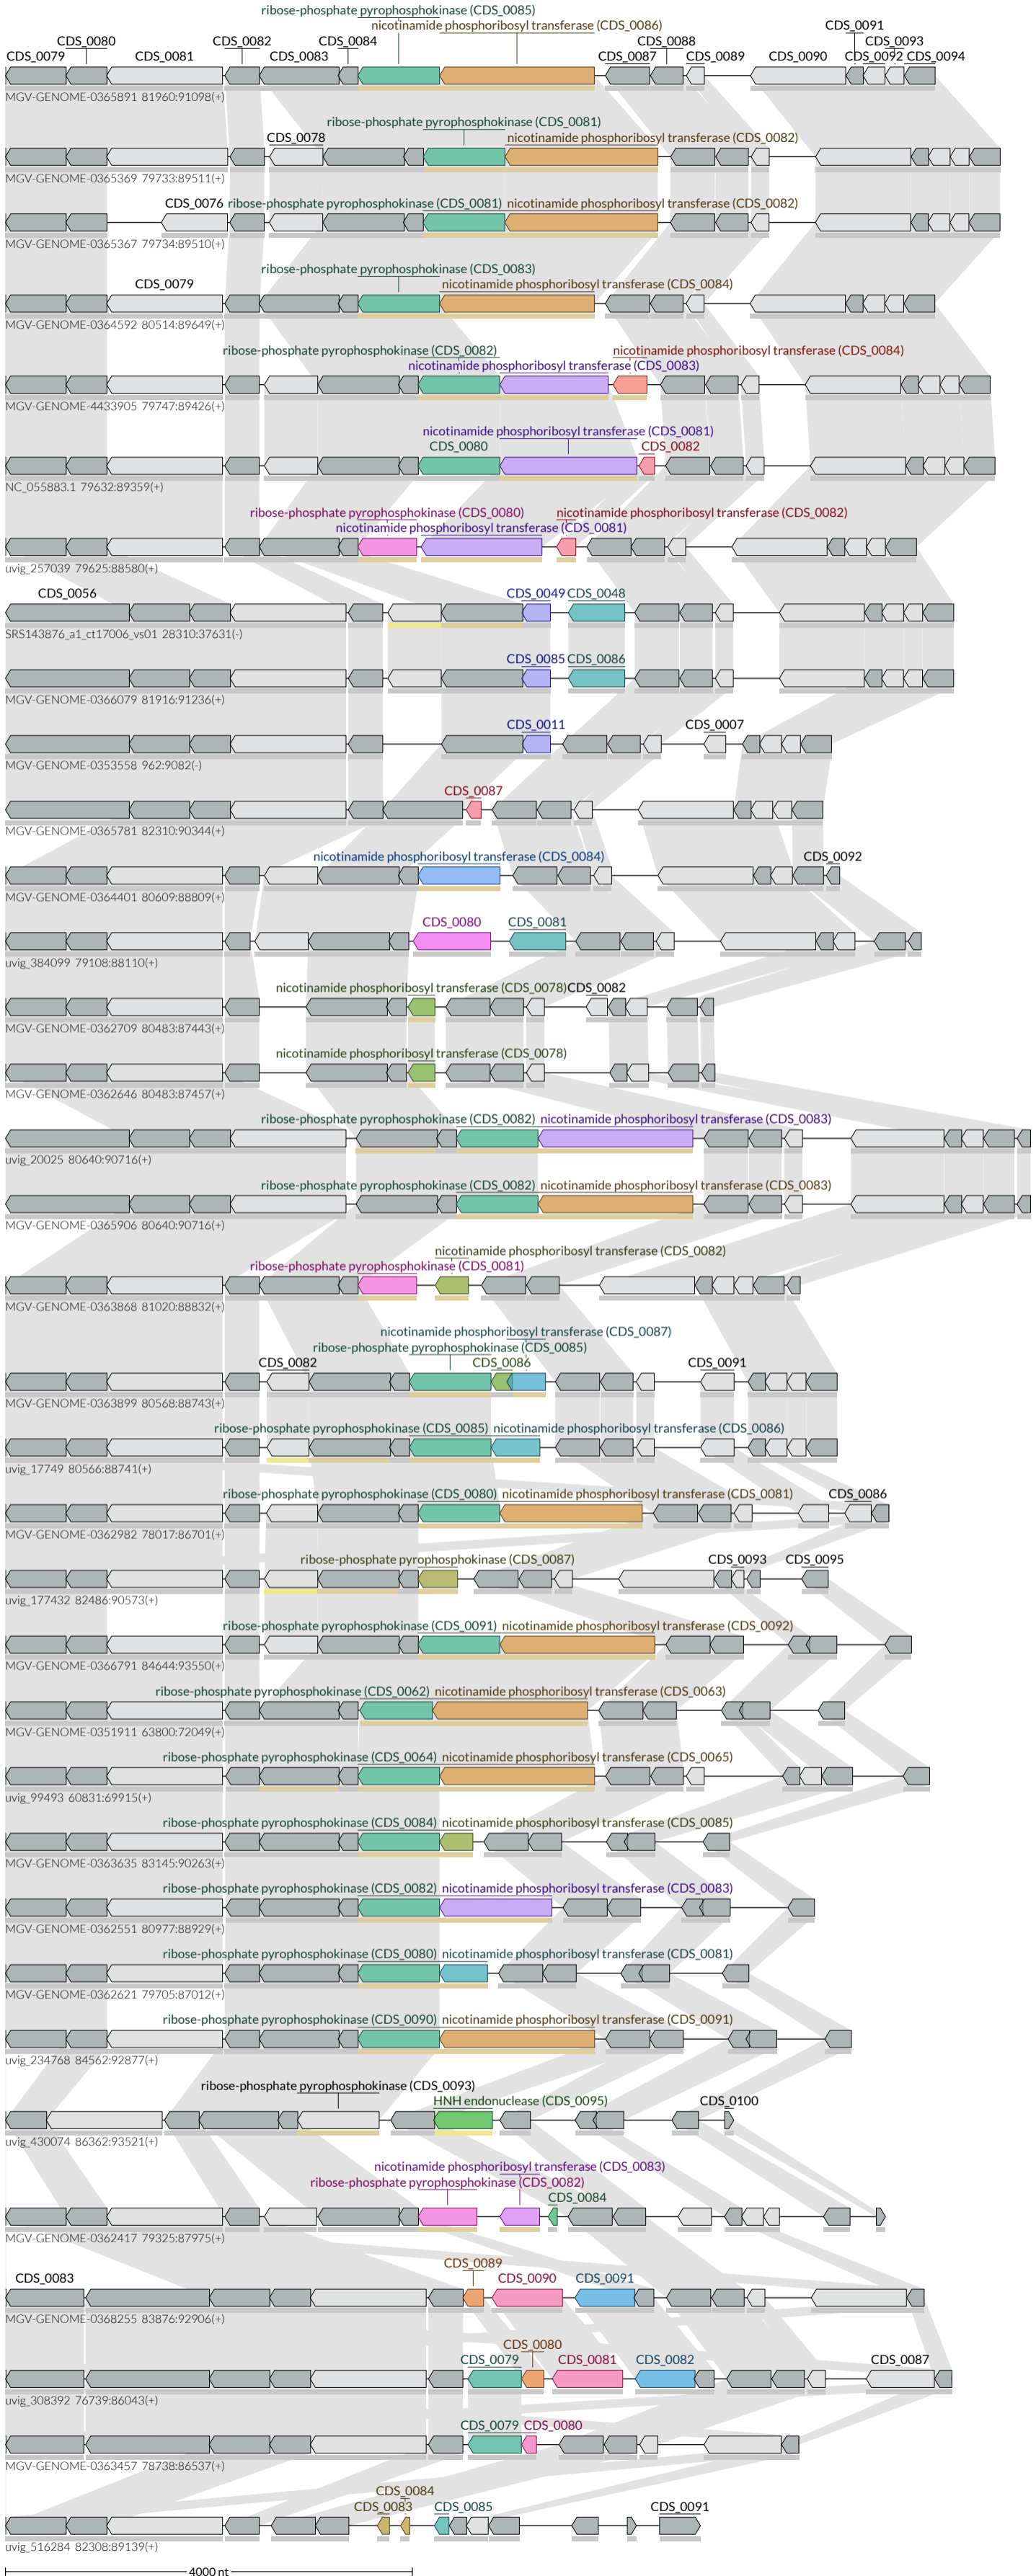 ribose-phosphate pyrophosphokinase (CDS_0085)
nicotinamide phosphoribosyl transferase (CDS_0086)
CDS_0079 CDS_0080 CDS_0081 CDS_0082 CDS_0083 CDS_0084 CDS_0087 CDS_0088 CDS_0089 CDS_0090 CDS_0091 CDS_0092 CDS_0093 CDS_0094
MGV-GENOME-0365891 81960:91098(+)
ribose-phosphate pyrophosphokinase (CDS_0081)
CDS_0078 nicotinamide phosphoribosyl transferase (CDS_0082)
MGV-GENOME-0365369 79733:89511(+)
CDS_0076 ribose-phosphate pyrophosphokinase (CDS_0081) nicotinamide phosphoribosyl transferase (CDS_0082)
MGV-GENOME-0365367 79734:89510(+)
ribose-phosphate pyrophosphokinase (CDS_0083)
CDS_0079 nicotinamide phosphoribosyl transferase (CDS_0084)
MGV-GENOME-0364592 80514:89649(+)
ribose-phosphate pyrophosphokinase (CDS_0082) nicotinamide phosphoribosyl transferase (CDS_0084)
nicotinamide phosphoribosyl transferase (CDS_0083)
MGV-GENOME-4433905 79747:89426(+)
nicotinamide phosphoribosyl transferase (CDS_0081)
CDS_0080 CDS_0082
NC_055883.1 79632:89359(+)
ribose-phosphate pyrophosphokinase (CDS_0080) nicotinamide phosphoribosyl transferase (CDS_0082)
nicotinamide phosphoribosyl transferase (CDS_0081)
uvig_257039 79625:88580(+)
CDS_0056 CDS_0049 CDS_0048
SRS143876_a1_ct17006_vs01 28310:37631(-)
CDS_0085 CDS_0086
MGV-GENOME-0366079 81916:91236(+)
CDS_0011 CDS_0007
MGV-GENOME-0353558 962:9082(-)
CDS_0087
MGV-GENOME-0365781 82310:90344(+)
nicotinamide phosphoribosyl transferase (CDS_0084) CDS_0092
MGV-GENOME-0364401 80609:88809(+)
CDS_0080 CDS_0081
uvig_384099 79108:88110(+)
nicotinamide phosphoribosyl transferase (CDS_0078) CDS_0082
MGV-GENOME-0362709 80483:87443(+)
nicotinamide phosphoribosyl transferase (CDS_0078)
MGV-GENOME-0362646 80483:87457(+)
ribose-phosphate pyrophosphokinase (CDS_0082) nicotinamide phosphoribosyl transferase (CDS_0083)
uvig_20025 80640:90716(+)
ribose-phosphate pyrophosphokinase (CDS_0082) nicotinamide phosphoribosyl transferase (CDS_0083)
MGV-GENOME-0365906 80640:90716(+)
nicotinamide phosphoribosyl transferase (CDS_0082)
ribose-phosphate pyrophosphokinase (CDS_0081)
MGV-GENOME-0363868 81020:88832(+)
nicotinamide phosphoribosyl transferase (CDS_0087)
ribose-phosphate pyrophosphokinase (CDS_0085)
CDS_0082 CDS_0086 CDS_0091
MGV-GENOME-0363899 80568:88743(+)
ribose-phosphate pyrophosphokinase (CDS_0085) nicotinamide phosphoribosyl transferase (CDS_0086)
uvig_17749 80566:88741(+)
ribose-phosphate pyrophosphokinase (CDS_0080) nicotinamide phosphoribosyl transferase (CDS_0081) CDS_0086
MGV-GENOME-0362982 78017:86701(+)
ribose-phosphate pyrophosphokinase (CDS_0087) CDS_0093 CDS_0095
uvig_177432 82486:90573(+)
ribose-phosphate pyrophosphokinase (CDS_0091) nicotinamide phosphoribosyl transferase (CDS_0092)
MGV-GENOME-0366791 84644:93550(+)
ribose-phosphate pyrophosphokinase (CDS_0062) nicotinamide phosphoribosyl transferase (CDS_0063)
MGV-GENOME-0351911 63800:72049(+)
ribose-phosphate pyrophosphokinase (CDS_0064) nicotinamide phosphoribosyl transferase (CDS_0065)
uvig_99493 60831:69915(+)
ribose-phosphate pyrophosphokinase (CDS_0084) nicotinamide phosphoribosyl transferase (CDS_0085)
MGV-GENOME-0363635 83145:90263(+)
ribose-phosphate pyrophosphokinase (CDS_0082) nicotinamide phosphoribosyl transferase (CDS_0083)
MGV-GENOME-0362551 80977:88929(+)
ribose-phosphate pyrophosphokinase (CDS_0080) nicotinamide phosphoribosyl transferase (CDS_0081)
MGV-GENOME-0362621 79705:87012(+)
ribose-phosphate pyrophosphokinase (CDS_0090) nicotinamide phosphoribosyl transferase (CDS_0091)
uvig_234768 84562:92877(+)
ribose-phosphate pyrophosphokinase (CDS_0093)
HNH endonuclease (CDS_0095) CDS_0100
uvig_430074 86362:93521(+)
nicotinamide phosphoribosyl transferase (CDS_0083)
ribose-phosphate pyrophosphokinase (CDS_0082)
CDS_0084
MGV-GENOME-0362417 79325:87975(+)
CDS_0089
CDS_0083 CDS_0090 CDS_0091
MGV-GENOME-0368255 83876:92906(+)
CDS_0080
CDS_0079 CDS_0081 CDS_0082 CDS_0087
uvig_308392 76739:86043(+)
CDS_0079 CDS_0080
MGV-GENOME-0363457 78738:86537(+)
CDS_0084
CDS_0083 CDS_0085 CDS_0091
uvig_516284 82308:89139(+)
4000 nt